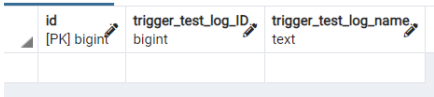 id trigger_test_log_ID trigger_test_log_name
[PK] bigint bigint text